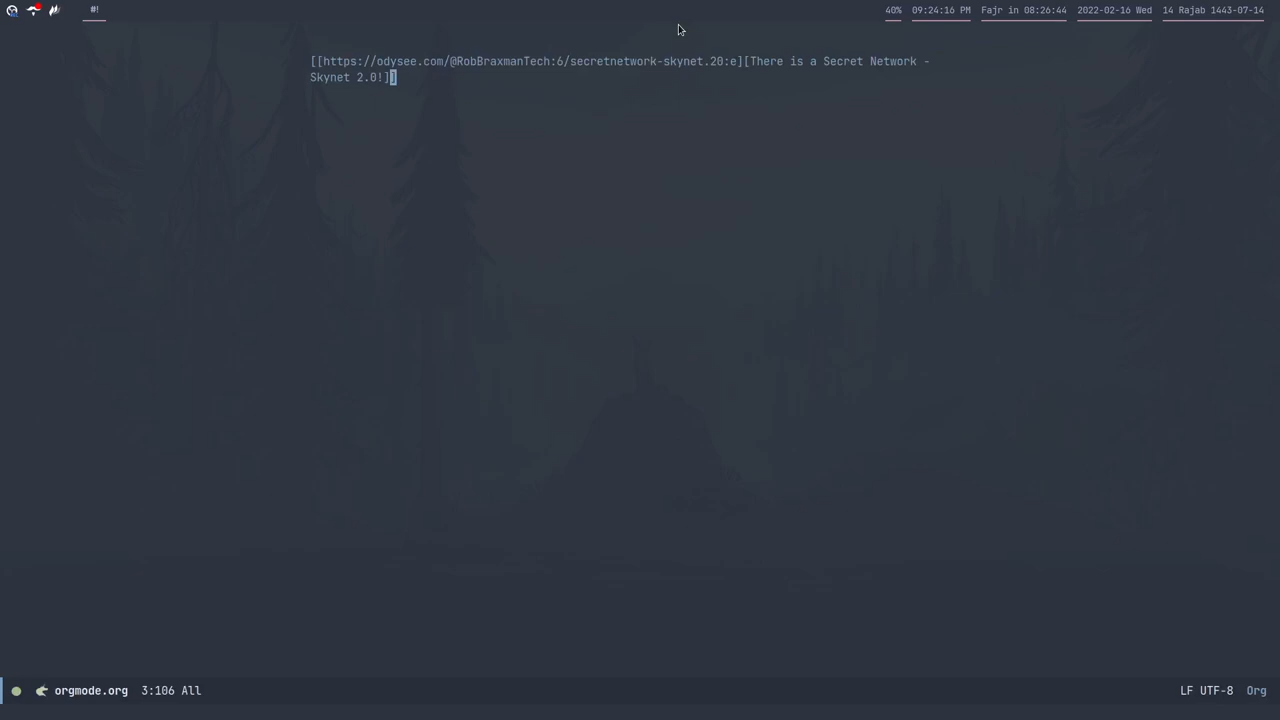 #! 40% 09:24:16 PM Fajr in 08:26:44 2022-02-16 Wed 14 Rajab 1443-07-14
[[https://odysee.com/@RobBraxmanTech:6/secretnetwork-skynet.20:e][There is a Secret Network -
Skynet 2.0!]]
orgmode.org 3:106 All LF UTF-8 Org